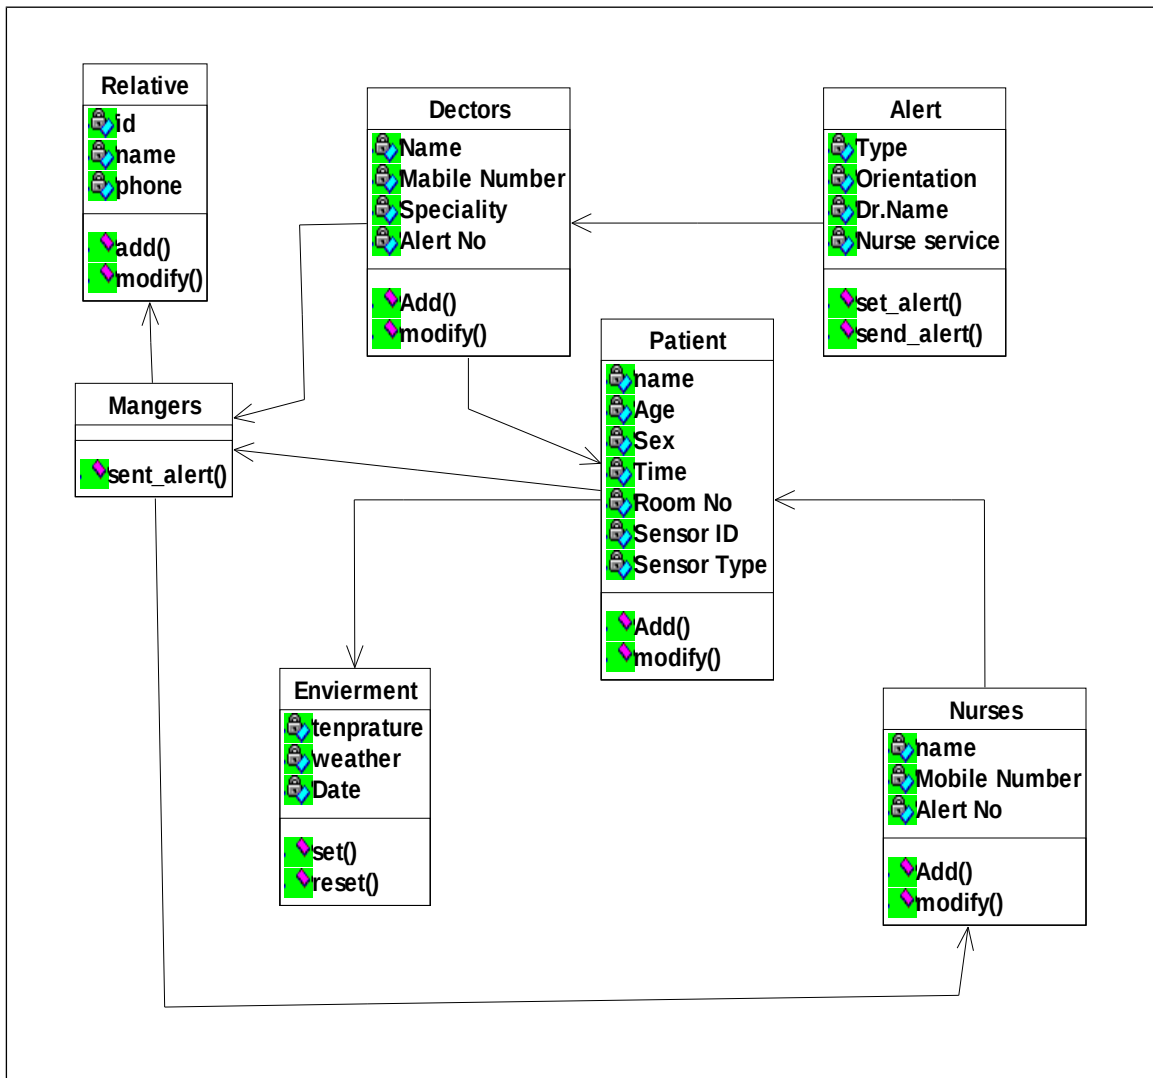 Relative
id
name
phone
add()
modify()
Dectors
Name
Mabile Number
Speciality
Alert No
Add()
modify()
Alert
Type
Orientation
Dr.Name
Nurse service
set_alert()
send_alert()
Patient
name
Age
Sex
Time
Room No
Sensor ID
Sensor Type
Add()
modify()
Mangers
sent_alert()
Envierment
tenprature
weather
Date
set()
reset()
Nurses
name
Mobile Number
Alert No
Add()
modify()